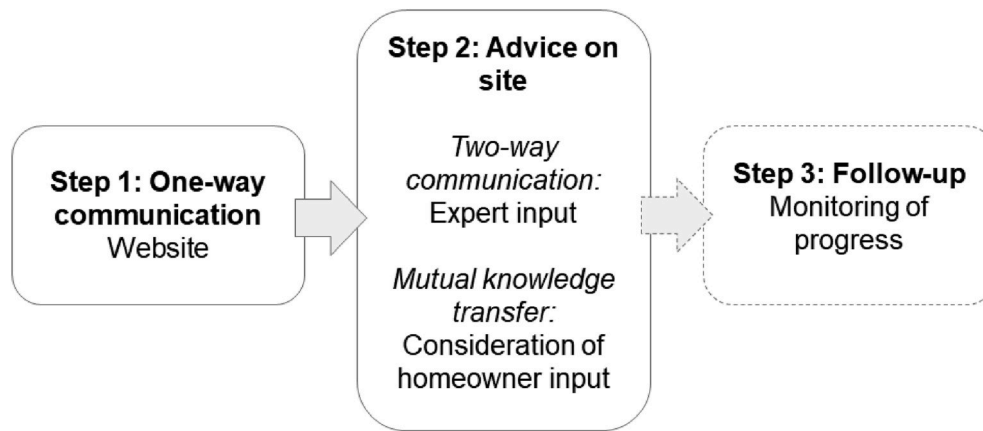 Step 1: One-way
communication
Website
Step 2: Advice on
site
Two-way
communication:
Expert input
Mutual knowledge
transfer:
Consideration of
homeowner input
Step 3: Follow-up
Monitoring of
progress